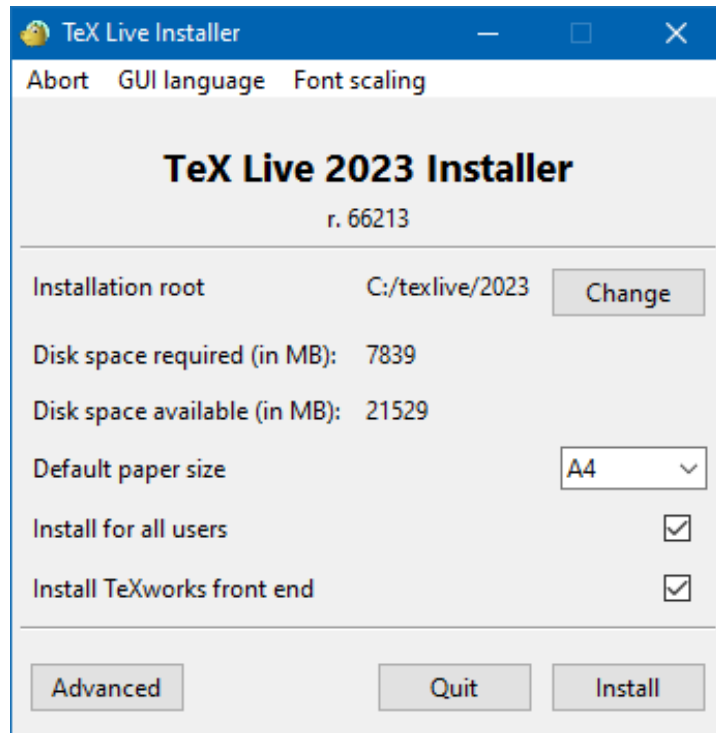 TeX Live Installer
Abort GUI language Font scaling
TeX Live 2023 Installer
r. 66213
Installation root C:/texlive/2023 Change
Disk space required (in MB): 7839
Disk space available (in MB): 21529
Default paper size A4
Install for all users
Install TeXworks front end
Advanced Quit Install